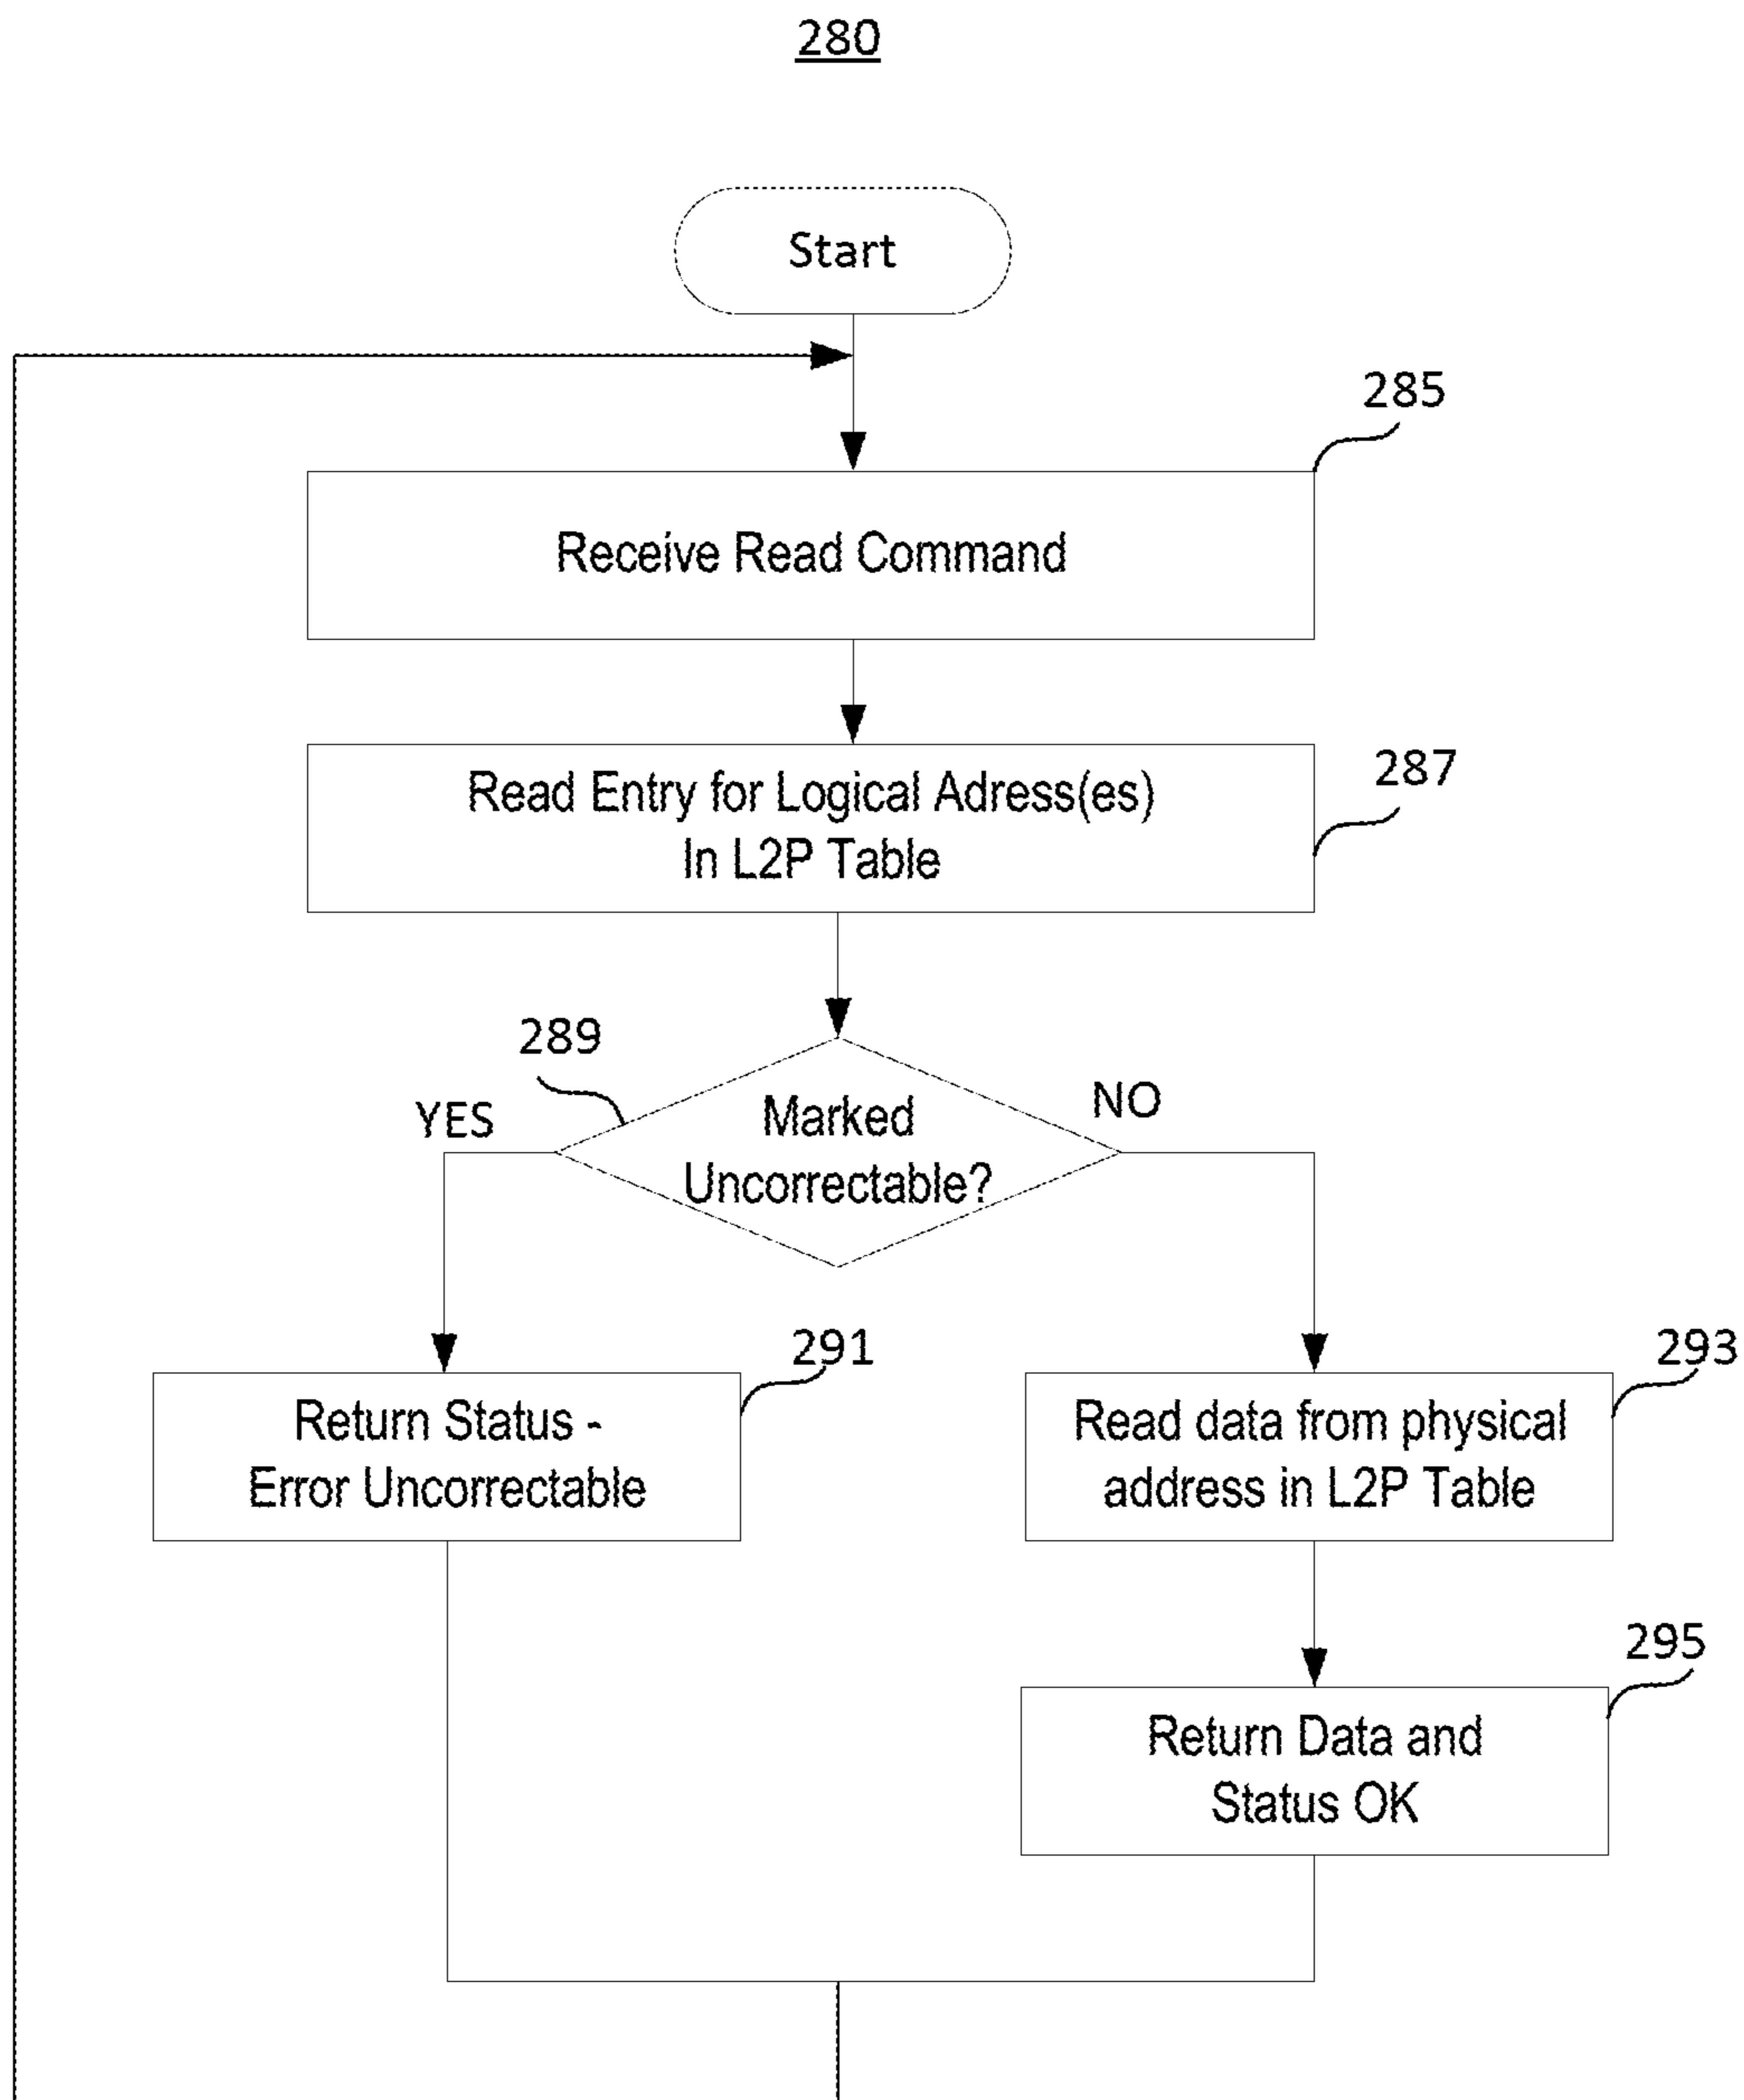 280
Start
285
Receive Read Command
287
Read Entry for Logical Adress(es)
In L2P Table
289
YES
NO
Marked
Uncorrectable?
291
Return Status -
Error Uncorrectable
293
Read data from physical
address in L2P Table
295
Return Data and
Status OK